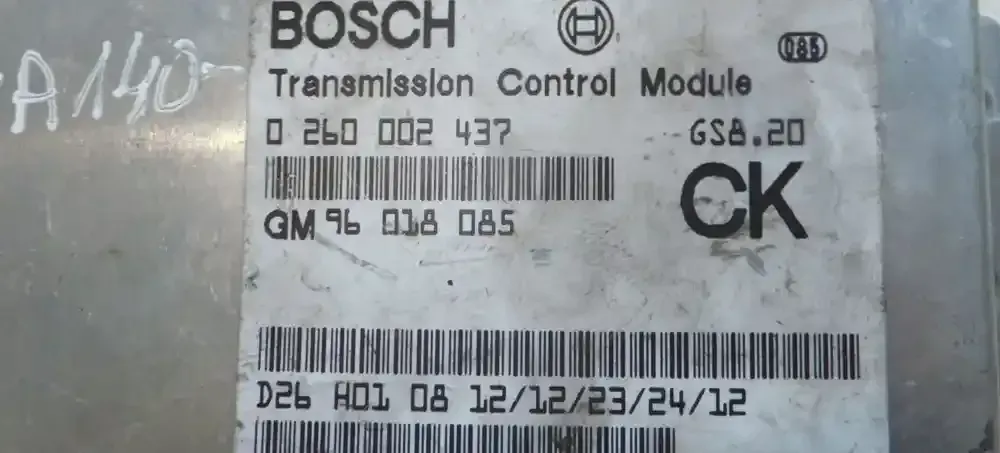 A140-
BOSCH
085
Transmission Control Module
0 260 002 437 GS8.20
CK
GM 96 018 085
D26 H01 08 12/12/23/24/12